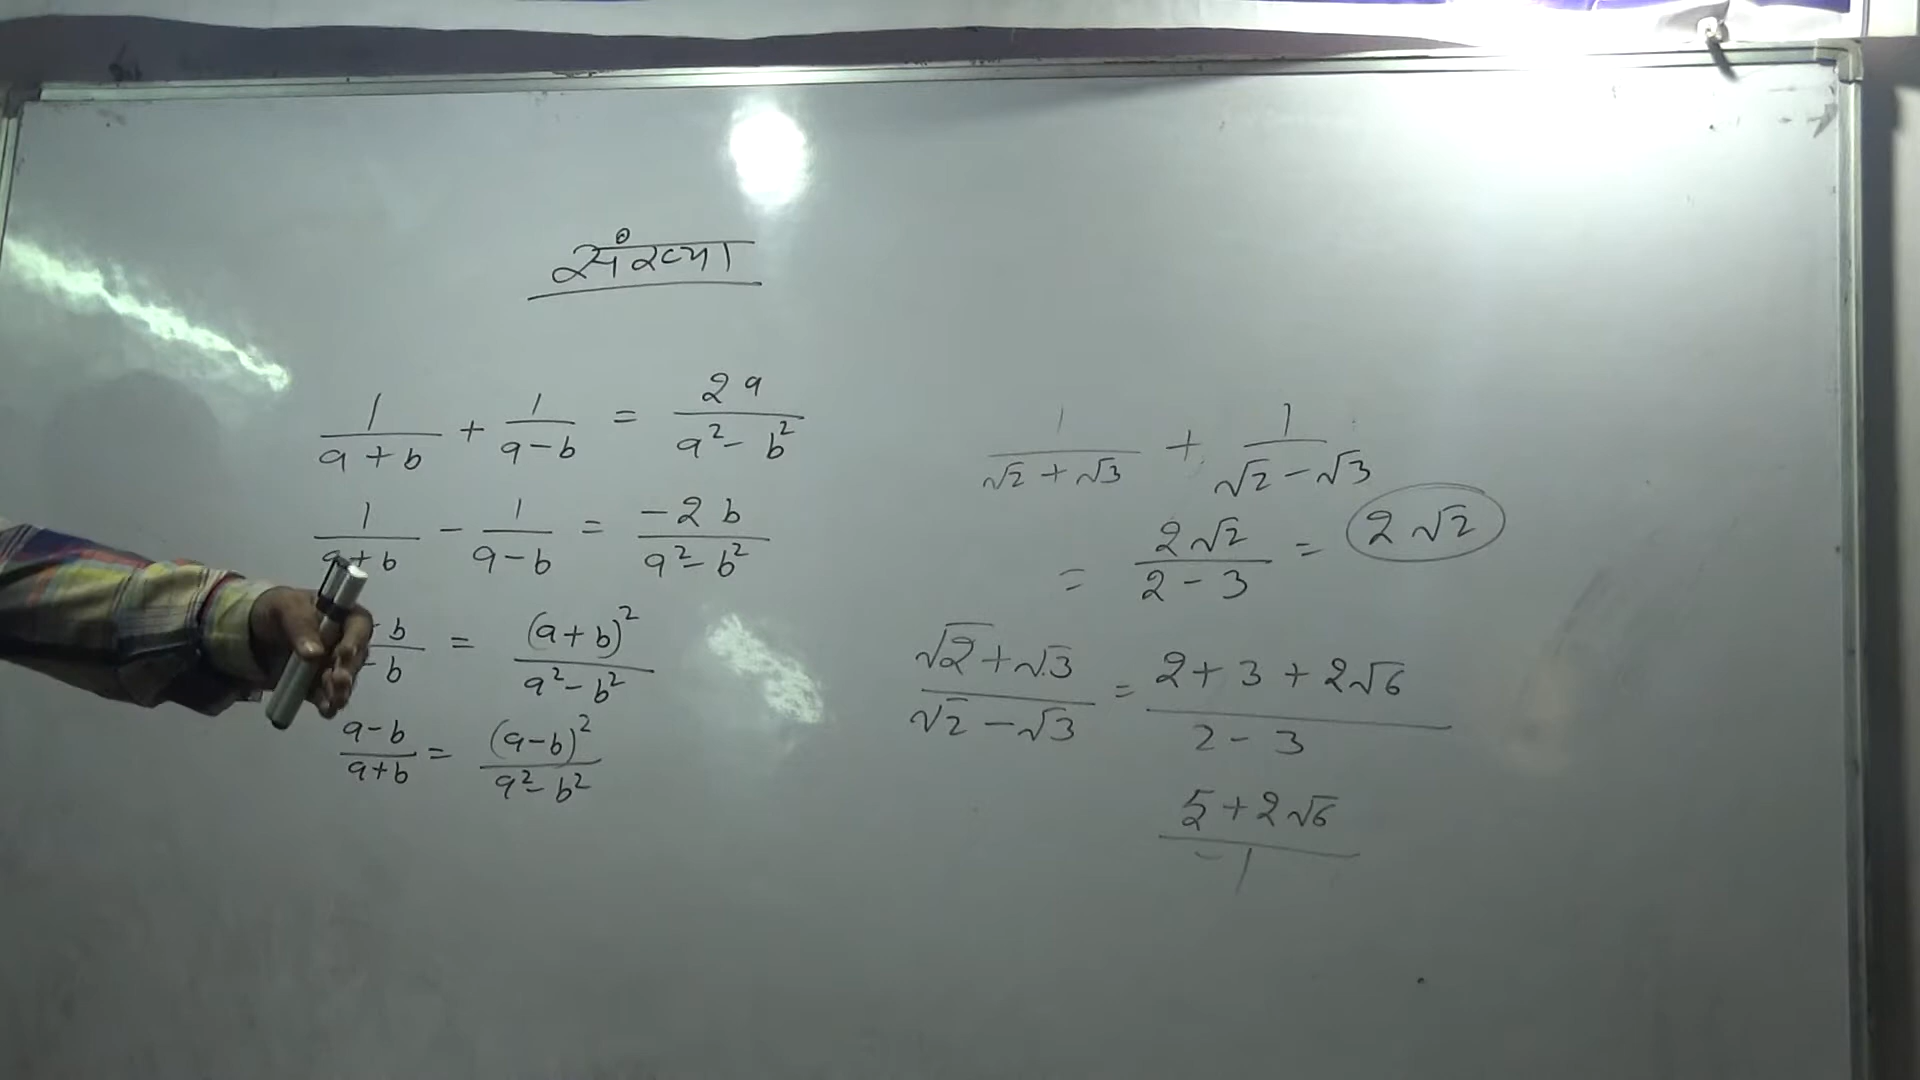 संख्या
1/(a+b) + 1/(a-b) = 2a/(a²-b²)
1/(a+b) - 1/(a-b) = -2b/(a²-b²)
b/-b = (a+b)²/(a²-b²)
a-b/a+b = (a-b)²/(a²-b²)
1/(√2+√3) + 1/(√2-√3)
= 2√2/(2-3) = 2√2
(√2+√3)/(√2-√3) = (2+3+2√6)/(2-3)
(5+2√6)/-1